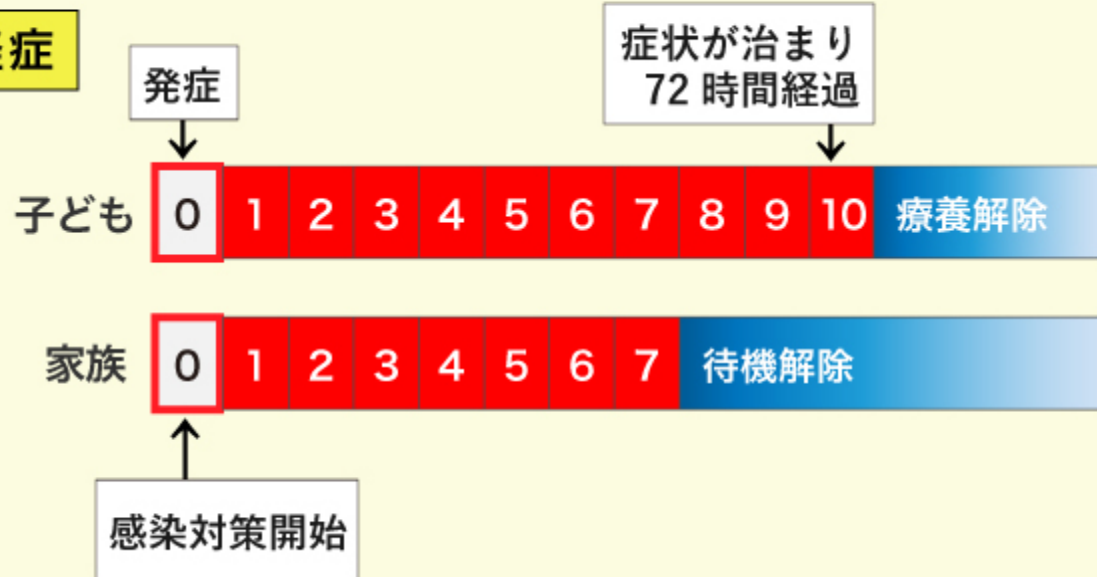 症
発症
症状が治まり
72 時間経過
子ども 0 1 2 3 4 5 6 7 8 9 10 療養解除
家族 0 1 2 3 4 5 6 7 待機解除
感染対策開始